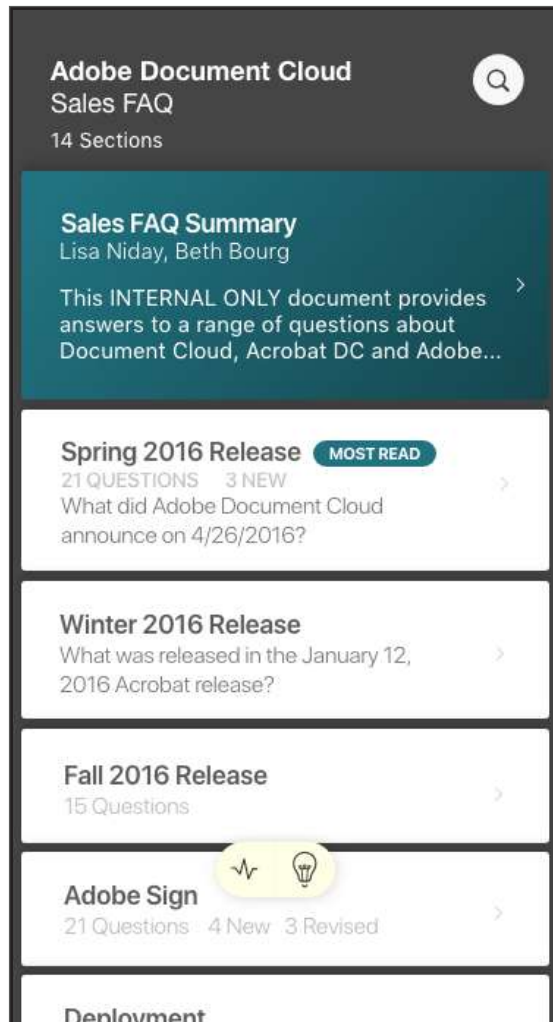 Adobe Document Cloud
Sales FAQ
14 Sections
Sales FAQ Summary
Lisa Niday, Beth Bourg
This INTERNAL ONLY document provides
answers to a range of questions about
Document Cloud, Acrobat DC and Adobe...
Spring 2016 Release MOST READ
21 QUESTIONS 3 NEW
What did Adobe Document Cloud
announce on 4/26/2016?
Winter 2016 Release
What was released in the January 12,
2016 Acrobat release?
Fall 2016 Release
15 Questions
Adobe Sign
21 Questions 4 New 3 Revised
Deployment